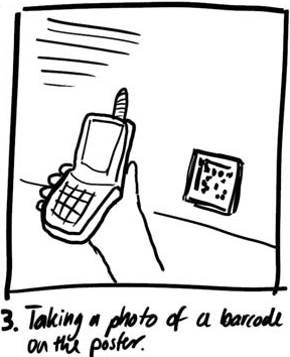 3. Taking a photo of a barcode
on the poster.